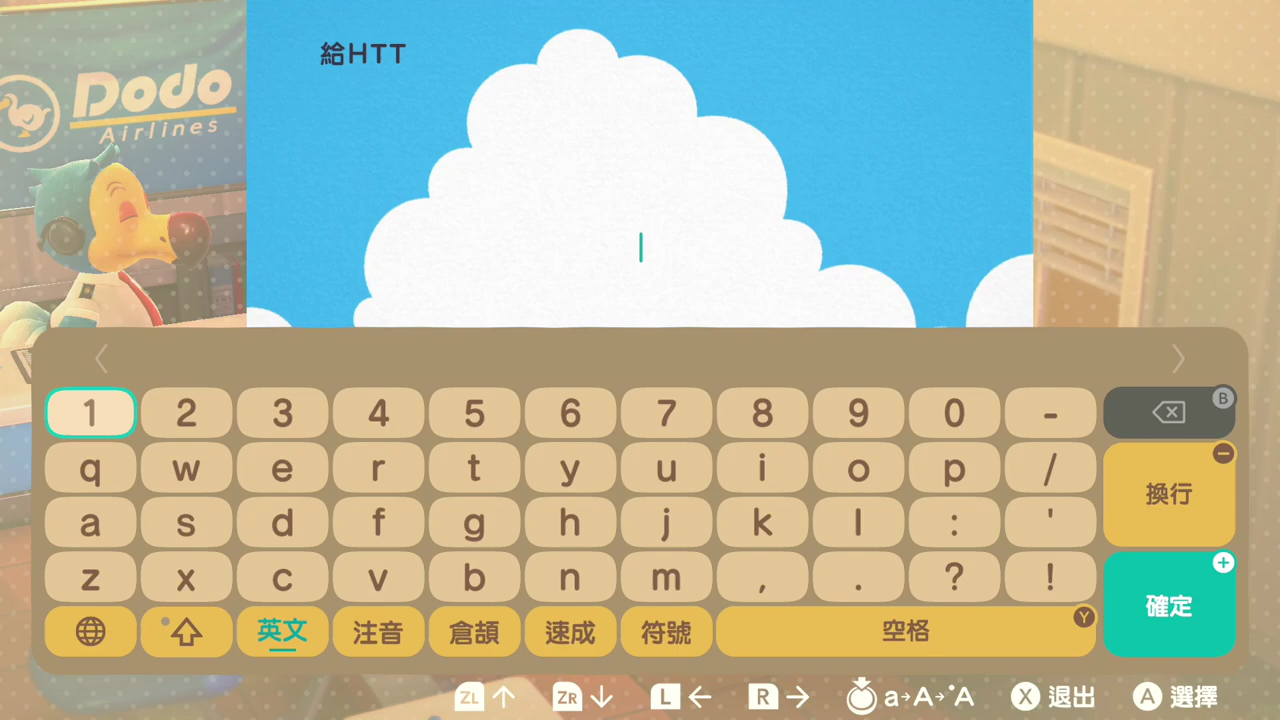 給HTT
Dodo
Airlines
1 2 3 4 5 6 7 8 9 0 - B
q w e r t y u i o p / 換行
a s d f g h j k l : '
z x c v b n m , . ? ! 確定
英文 注音 倉頡 速成 符號 空格 Y
ZL ↑ ZR ↓ L ← R → a→A→•A X 退出 A 選擇